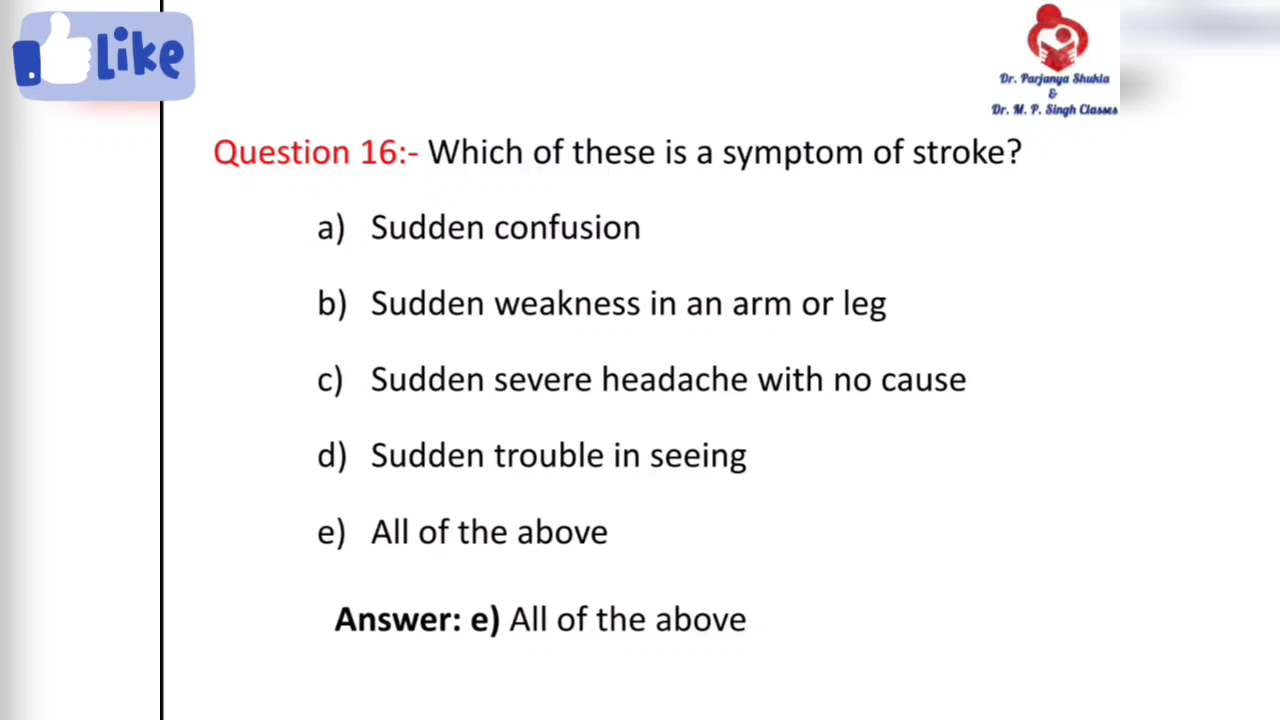 Like
Dr. Parjanya Shukla
&
Dr. M. P. Singh Classes
Question 16:- Which of these is a symptom of stroke?
a) Sudden confusion
b) Sudden weakness in an arm or leg
c) Sudden severe headache with no cause
d) Sudden trouble in seeing
e) All of the above
Answer: e) All of the above